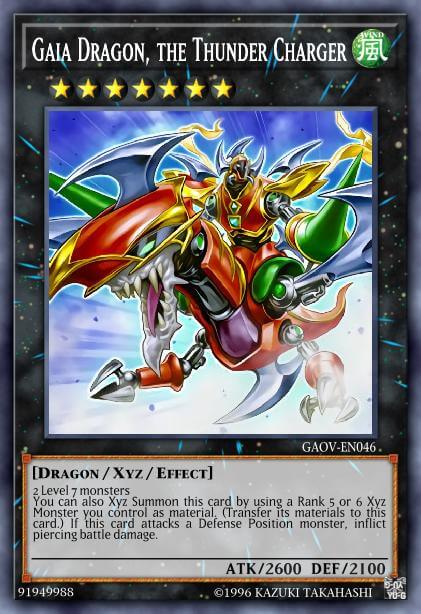 GAIA DRAGON, THE THUNDER CHARGER
WIND
風
GAOV-EN046
[DRAGON / XYZ / EFFECT]
2 Level 7 monsters
You can also Xyz Summon this card by using a Rank 5 or 6 Xyz
Monster you control as material. (Transfer its materials to this
card.) If this card attacks a Defense Position monster, inflict
piercing battle damage.
ATK/2600 DEF/2100
91949988
©1996 KAZUKI TAKAHASHI